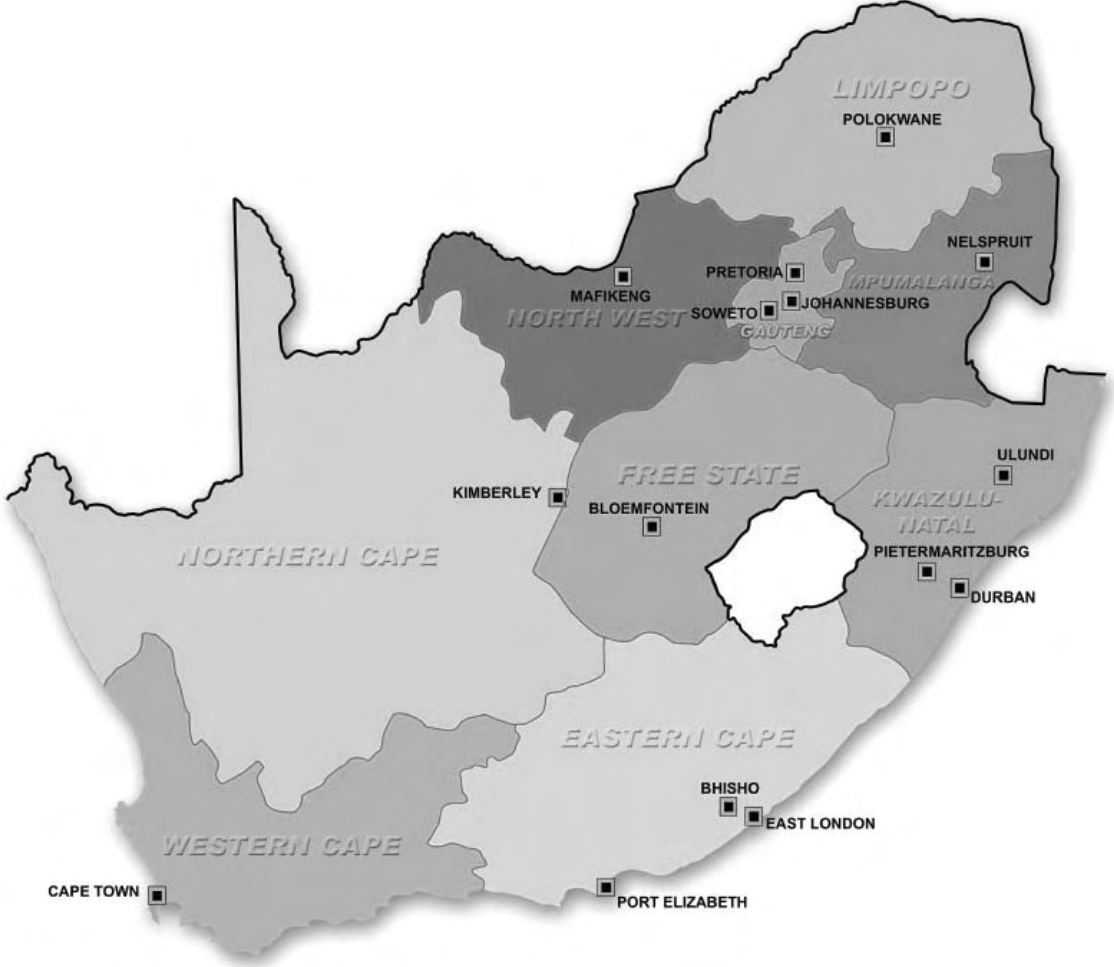 LIMPOPO
POLOKWANE
NELSPRUIT
PRETORIA
MPUMALANGA
MAFIKENG
JOHANNESBURG
NORTH WEST
SOWETO
GAUTENG
ULUNDI
FREE STATE
KIMBERLEY
KWAZULU-
NATAL
BLOEMFONTEIN
NORTHERN CAPE
PIETERMARITZBURG
DURBAN
EASTERN CAPE
BHISHO
EAST LONDON
WESTERN CAPE
CAPE TOWN
PORT ELIZABETH